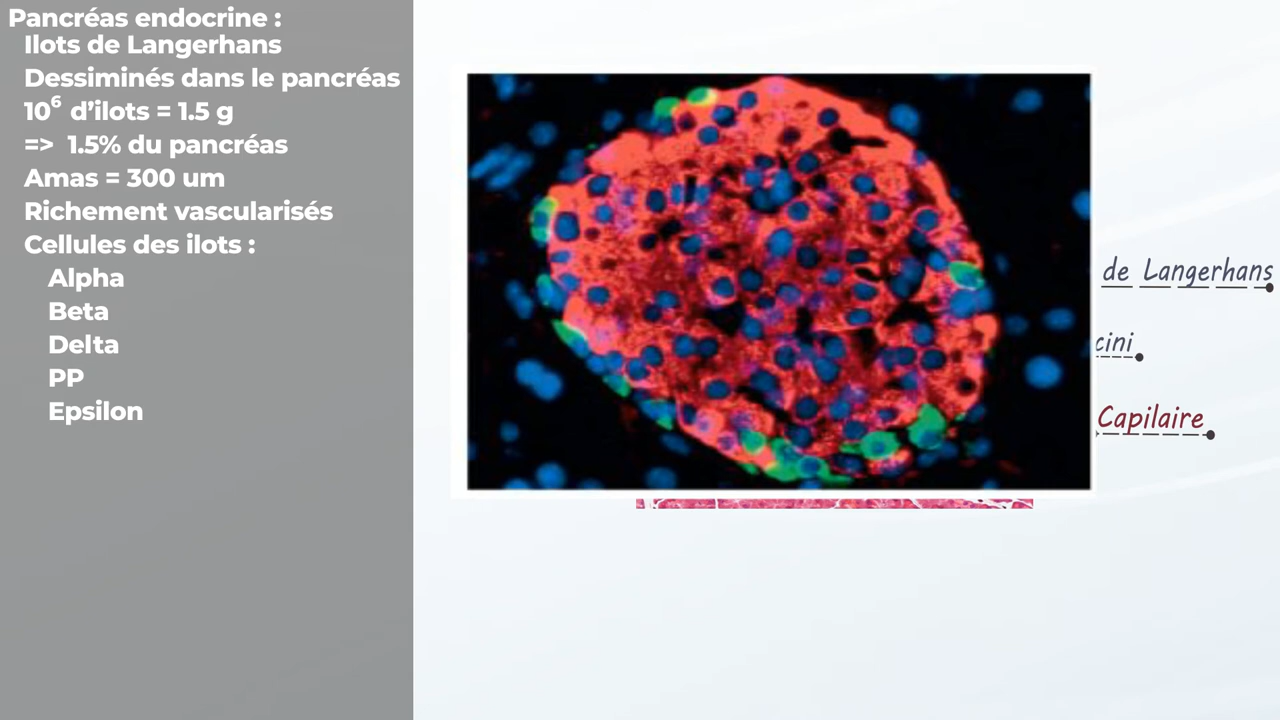 Pancréas endocrine :
Ilots de Langerhans
Dessiminés dans le pancréas
10⁶ d’ilots = 1.5 g
=> 1.5% du pancréas
Amas = 300 um
Richement vascularisés
Cellules des ilots :
Alpha
Beta
Delta
PP
Epsilon
de Langerhans
cini
Capilaire